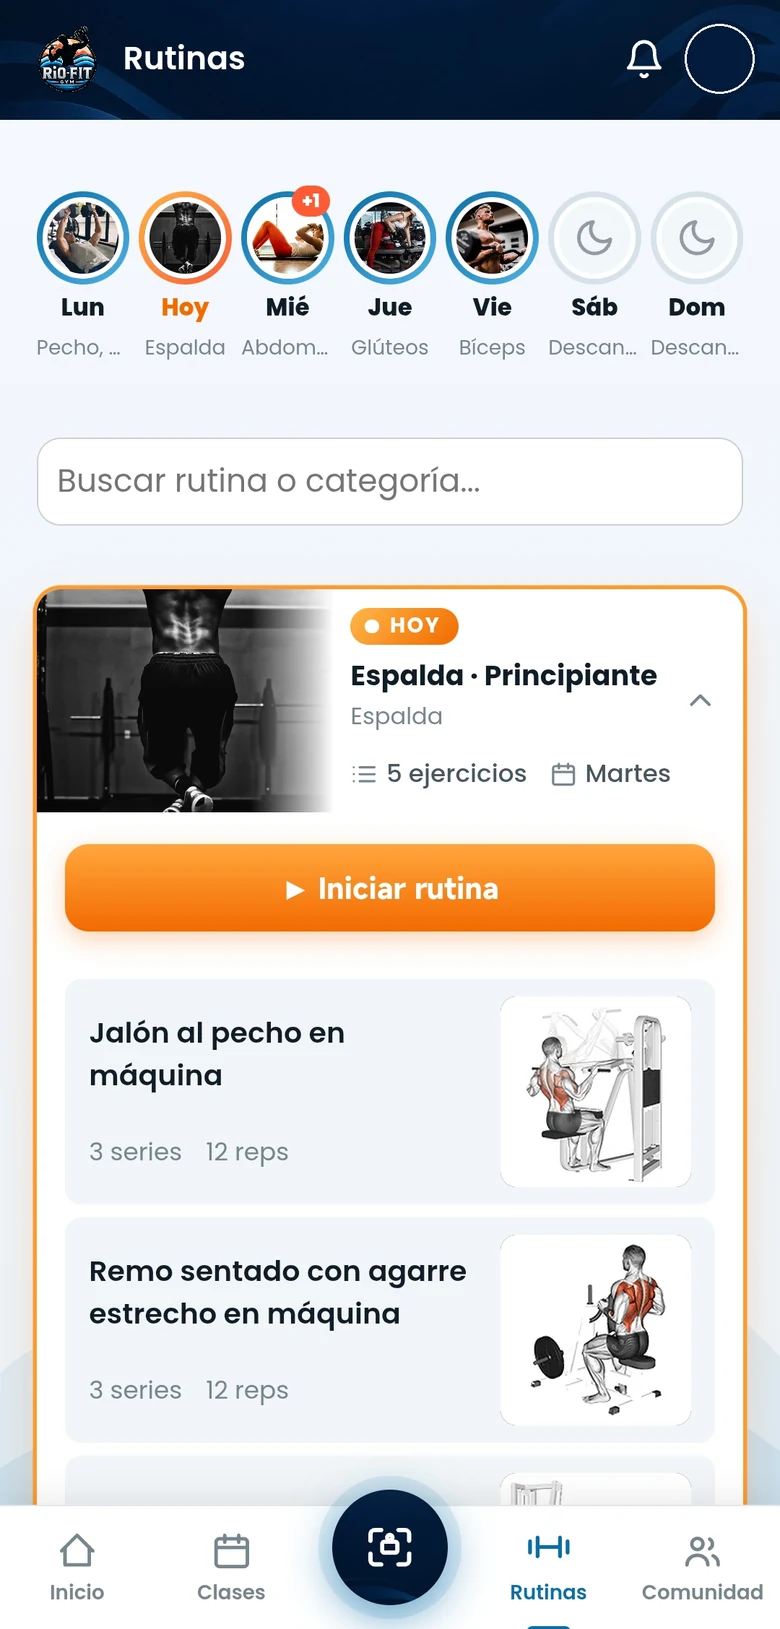 RiO-FIT
GYM
Rutinas
+1
Lun Hoy Mié Jue Vie Sáb Dom
Pecho, ... Espalda Abdom... Glúteos Bíceps Descan... Descan...
Buscar rutina o categoría...
HOY
Espalda · Principiante
Espalda
5 ejercicios Martes
Iniciar rutina
Jalón al pecho en
máquina
3 series 12 reps
Remo sentado con agarre
estrecho en máquina
3 series 12 reps
Inicio Clases Rutinas Comunidad